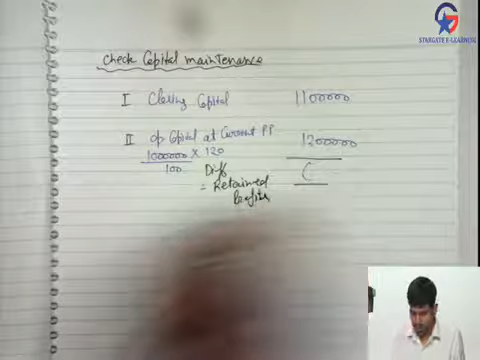 STARGATE E-LEARNING
Check Capital maintenance
I Closing Capital 1100000
II op Capital at Current PP 1200000
1000000 x 120
100
Diff (
= Retained